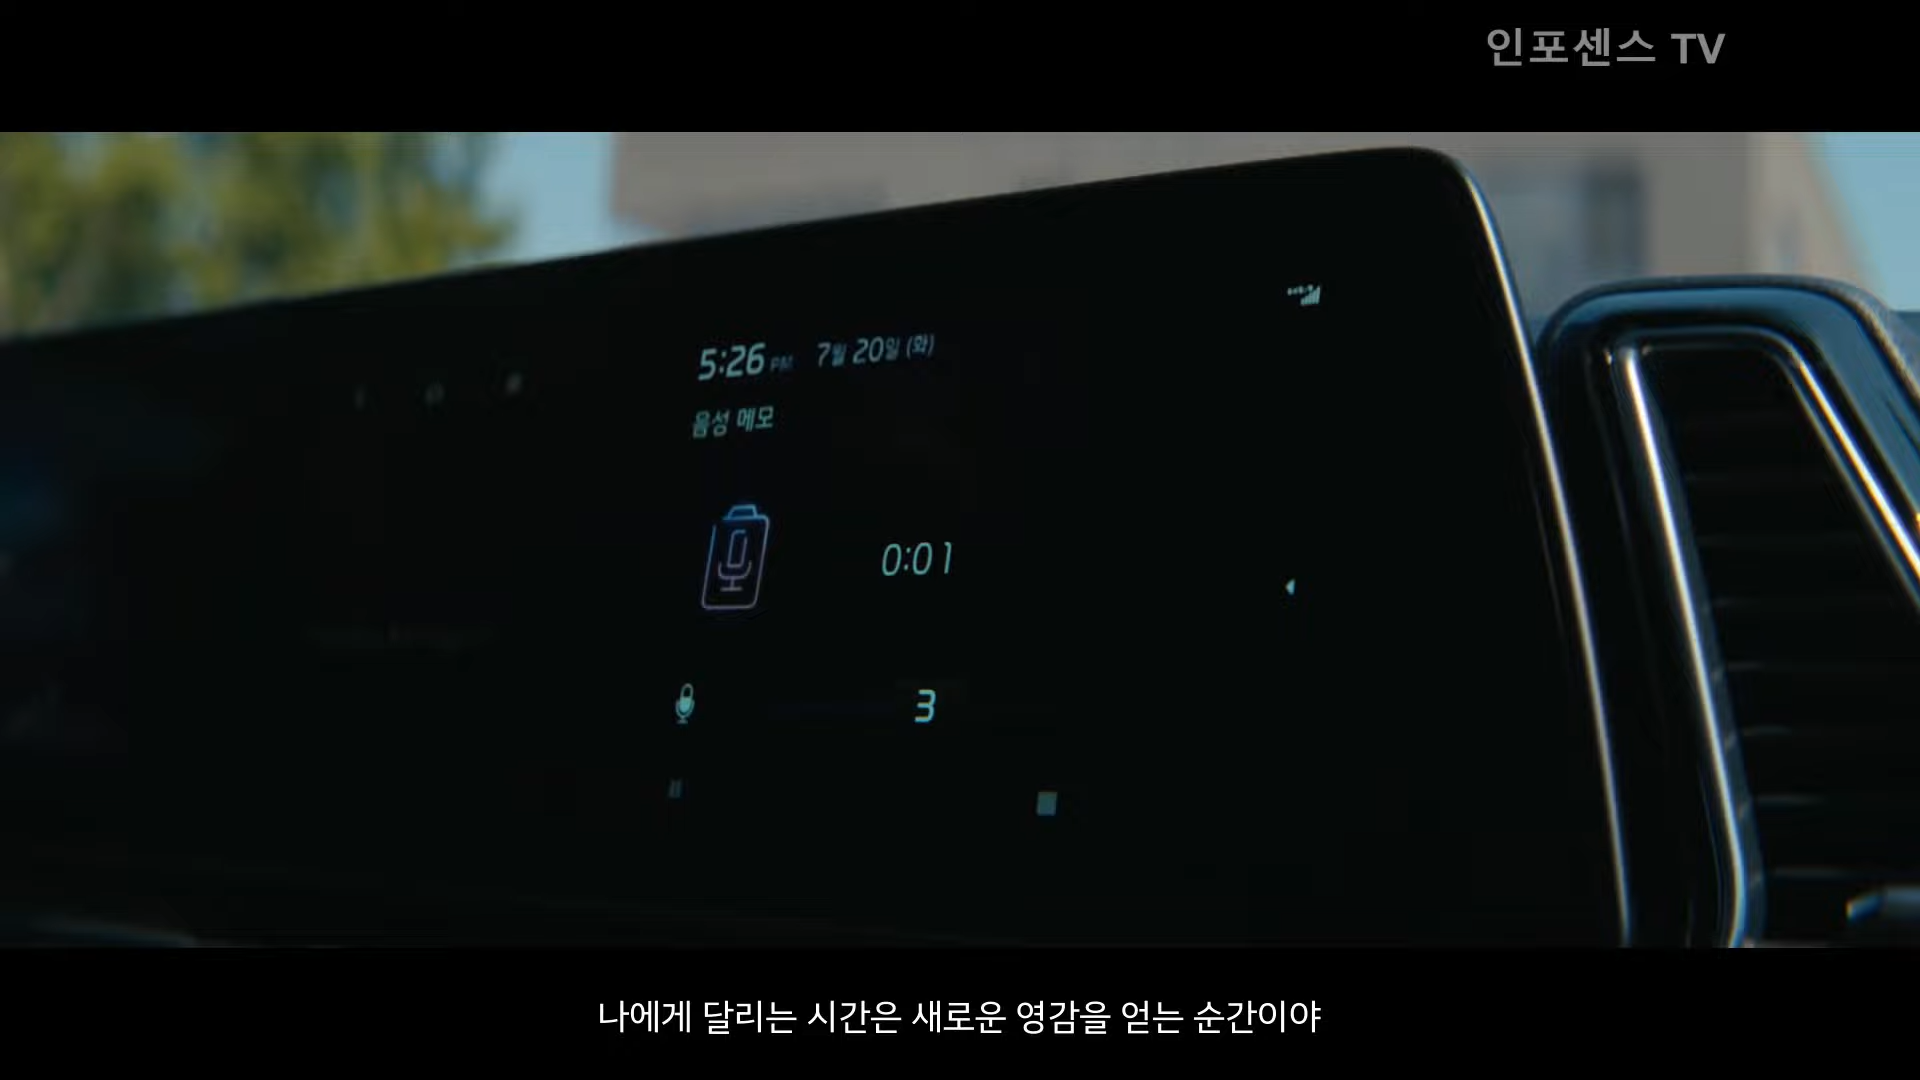 인포센스 TV
5:26 PM 7월 20일 (화)
음성 메모
0:01
3
나에게 달리는 시간은 새로운 영감을 얻는 순간이야